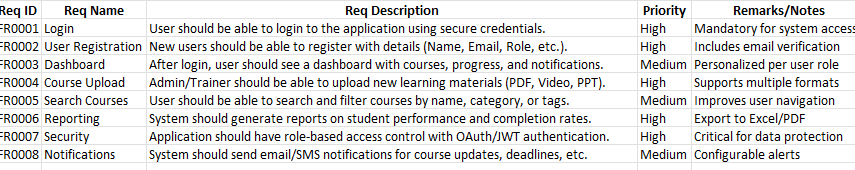 Req ID Req Name Req Description Priority Remarks/Notes
FR0001 Login User should be able to login to the application using secure credentials. High Mandatory for system access
FR0002 User Registration New users should be able to register with details (Name, Email, Role, etc.). High Includes email verification
FR0003 Dashboard After login, user should see a dashboard with courses, progress, and notifications. Medium Personalized per user role
FR0004 Course Upload Admin/Trainer should be able to upload new learning materials (PDF, Video, PPT). High Supports multiple formats
FR0005 Search Courses User should be able to search and filter courses by name, category, or tags. Medium Improves user navigation
FR0006 Reporting System should generate reports on student performance and completion rates. High Export to Excel/PDF
FR0007 Security Application should have role-based access control with OAuth/JWT authentication. High Critical for data protection
FR0008 Notifications System should send email/SMS notifications for course updates, deadlines, etc. Medium Configurable alerts